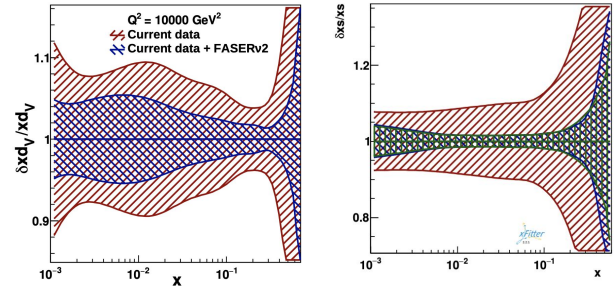 Q² = 10000 GeV²
Current data
Current data + FASERν2
δxd_V/xd_V
1.1
1
0.9
10⁻³
10⁻²
10⁻¹
x
δxs/xs
1.2
1
0.8
xFitter
10⁻³
10⁻²
10⁻¹
x